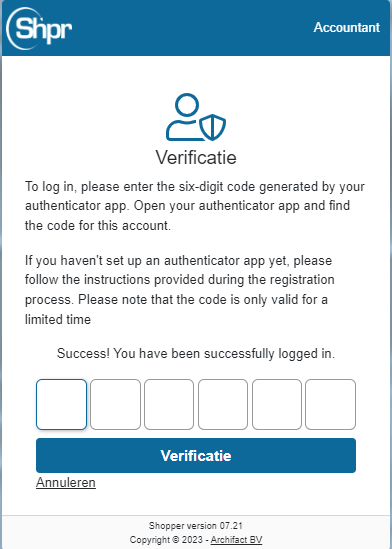 Shpr
Accountant
Verificatie
To log in, please enter the six-digit code generated by your
authenticator app. Open your authenticator app and find
the code for this account.
If you haven't set up an authenticator app yet, please
follow the instructions provided during the registration
process. Please note that the code is only valid for a
limited time
Success! You have been successfully logged in.
Verificatie
Annuleren
Shopper version 07.21
Copyright © 2023 - Archifact BV